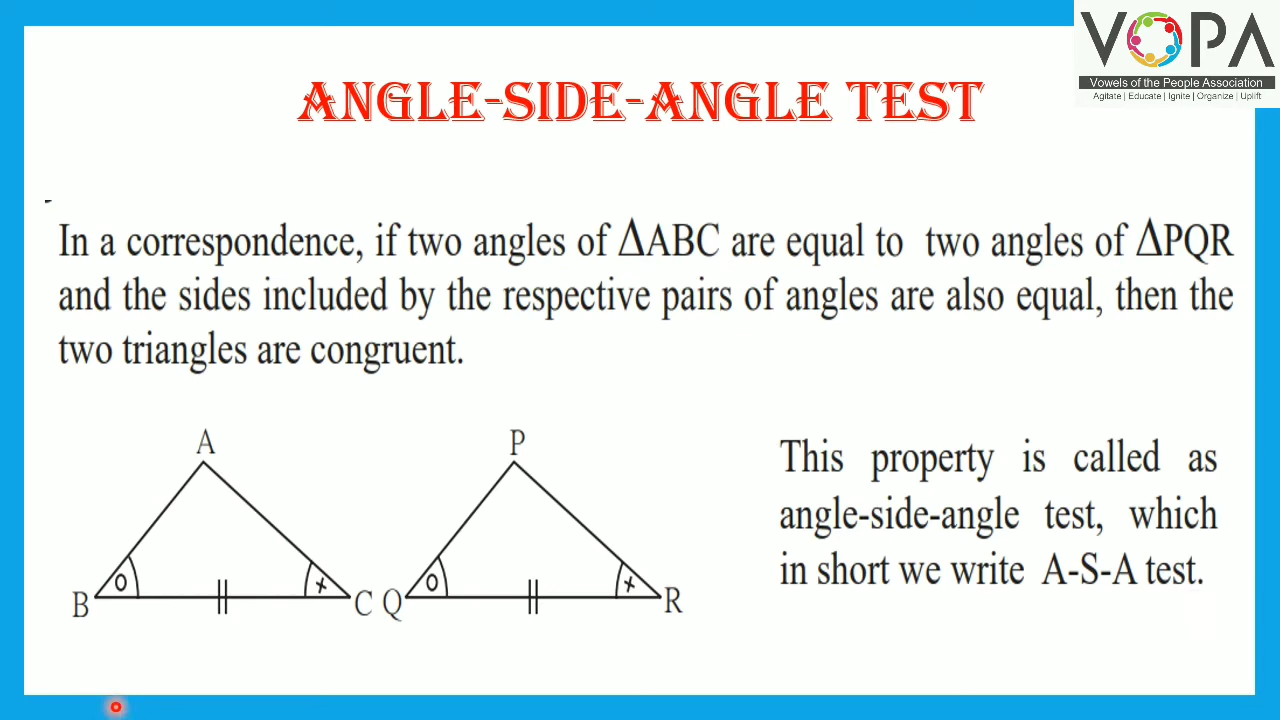 VOPA
Vowels of the People Association
Agitate | Educate | Ignite | Organize | Uplift
ANGLE-SIDE-ANGLE TEST
In a correspondence, if two angles of ΔABC are equal to two angles of ΔPQR
and the sides included by the respective pairs of angles are also equal, then the
two triangles are congruent.
A
P
B
C
Q
R
This property is called as
angle-side-angle test, which
in short we write A-S-A test.